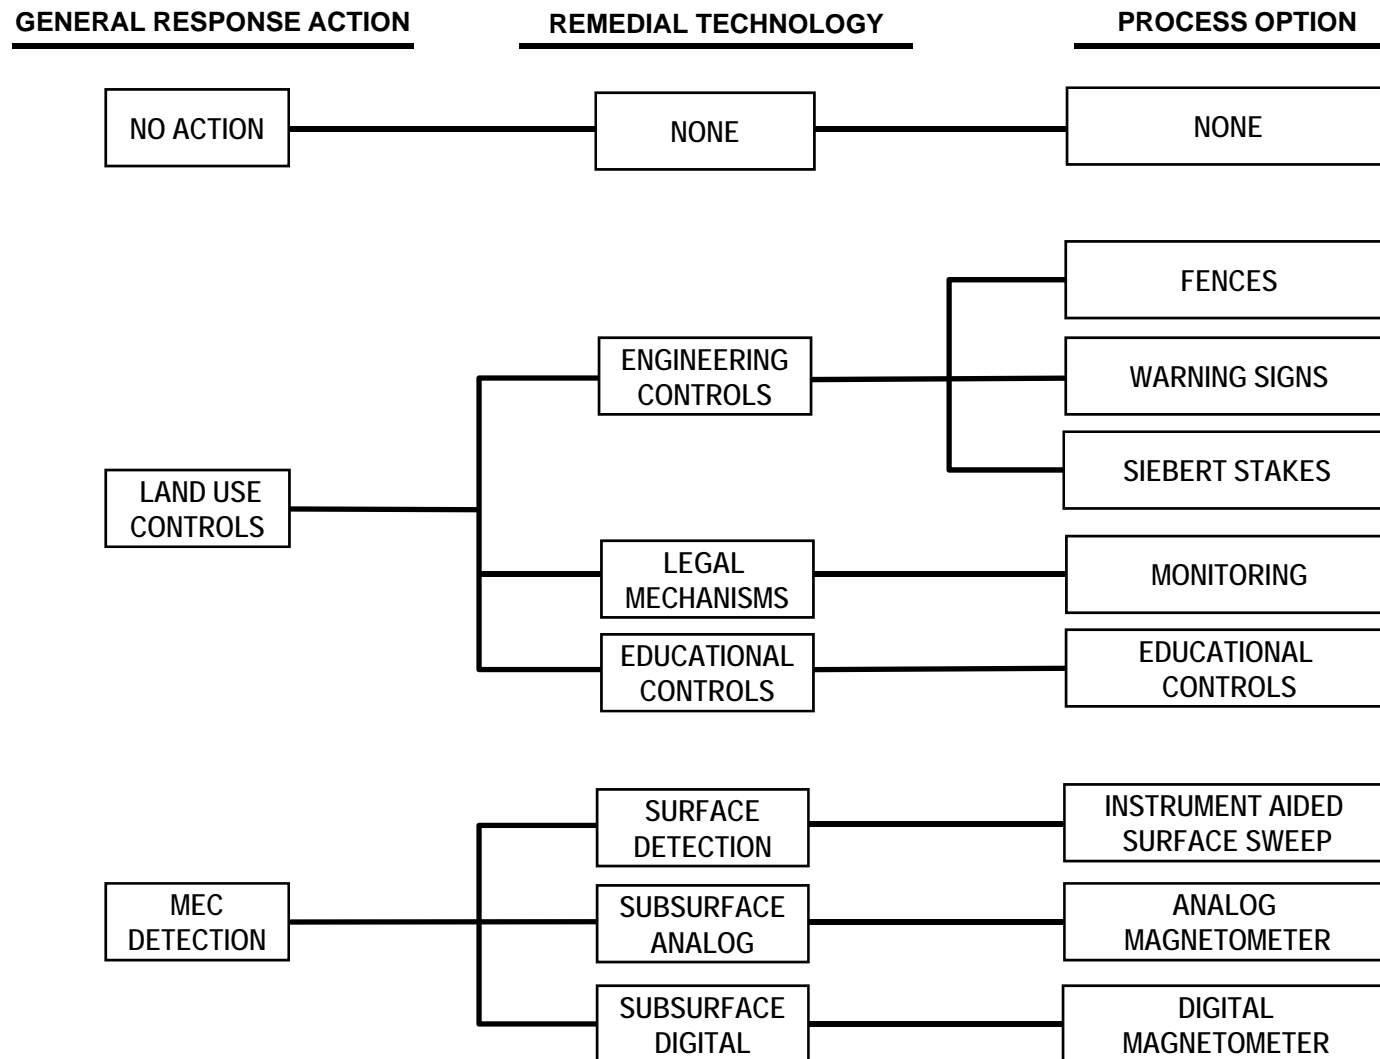 GENERAL RESPONSE ACTION
REMEDIAL TECHNOLOGY
PROCESS OPTION
NO ACTION
NONE
NONE
LAND USE
CONTROLS
ENGINEERING
CONTROLS
FENCES
WARNING SIGNS
SIEBERT STAKES
LEGAL
MECHANISMS
MONITORING
EDUCATIONAL
CONTROLS
EDUCATIONAL
CONTROLS
MEC
DETECTION
SURFACE
DETECTION
INSTRUMENT AIDED
SURFACE SWEEP
SUBSURFACE
ANALOG
ANALOG
MAGNETOMETER
SUBSURFACE
DIGITAL
DIGITAL
MAGNETOMETER